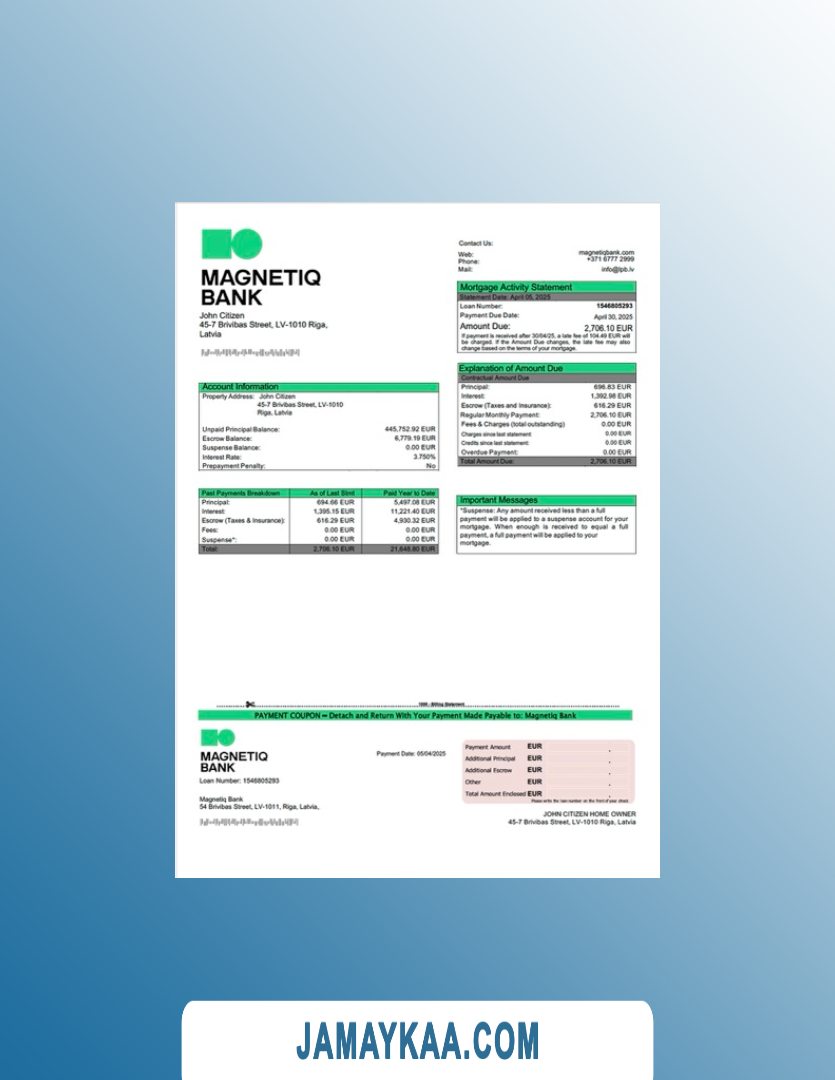 MAGNETIQ
BANK
John Citizen
45-7 Brivibas Street, LV-1010 Riga,
Latvia
Contact Us:
Web: magnetiqbank.com
Phone: +371 6777 2999
Mail: info@lpb.lv
Mortgage Activity Statement
Statement Date: April 05, 2025
Loan Number: 1546805293
Payment Due Date: April 30, 2025
Amount Due: 2,706.10 EUR
If payment is received after 30/04/25, a late fee of 104.49 EUR will
be charged. If the Amount Due changes, the late fee may also
change based on the terms of your mortgage.
Explanation of Amount Due
Contractual Amount Due
Principal: 696.83 EUR
Interest: 1,392.98 EUR
Escrow (Taxes and Insurance): 616.29 EUR
Regular Monthly Payment: 2,706.10 EUR
Fees & Charges (total outstanding) 0.00 EUR
Charges since last statement: 0.00 EUR
Credits since last statement: 0.00 EUR
Overdue Payment: 0.00 EUR
Total Amount Due: 2,706.10 EUR
Account Information
Property Address: John Citizen
45-7 Brivibas Street, LV-1010
Riga, Latvia
Unpaid Principal Balance: 445,752.92 EUR
Escrow Balance: 6,779.19 EUR
Suspense Balance: 0.00 EUR
Interest Rate: 3.750%
Prepayment Penalty: No
Past Payments Breakdown As of Last Stmt Paid Year to Date
Principal: 694.66 EUR 5,497.08 EUR
Interest: 1,395.15 EUR 11,221.40 EUR
Escrow (Taxes & Insurance): 616.29 EUR 4,930.32 EUR
Fees: 0.00 EUR 0.00 EUR
Suspense*: 0.00 EUR 0.00 EUR
Total: 2,706.10 EUR 21,648.80 EUR
Important Messages
*Suspense: Any amount received less than a full
payment will be applied to a suspense account for your
mortgage. When enough is received to equal a full
payment, a full payment will be applied to your
mortgage.
- Billing Statement
PAYMENT COUPON – Detach and Return With Your Payment Made Payable to: Magnetiq Bank
MAGNETIQ
BANK
Loan Number: 1546805293
Payment Date: 05/04/2025
Magnetiq Bank
54 Brivibas Street, LV-1011, Riga, Latvia,
Payment Amount EUR .
Additional Principal EUR .
Additional Escrow EUR .
Other EUR .
Total Amount Enclosed EUR .
Please write the loan number on the front of your check.
JOHN CITIZEN HOME OWNER
45-7 Brivibas Street, LV-1010 Riga, Latvia
JAMAYKAA.COM